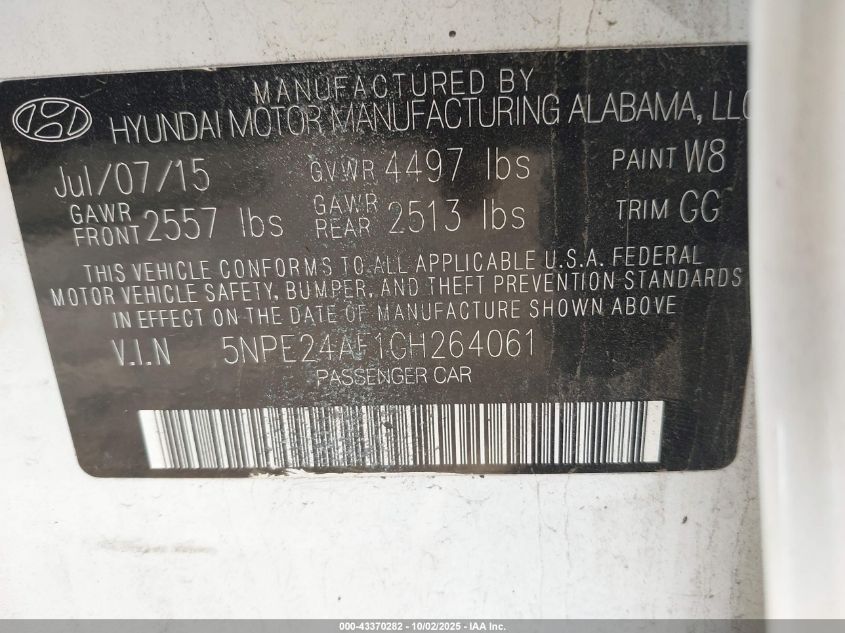 MANUFACTURED BY
HYUNDAI MOTOR MANUFACTURING ALABAMA, LLC
Jul/07/15 GVWR 4497 lbs PAINT W8
GAWR FRONT 2557 lbs GAWR REAR 2513 lbs TRIM GG
THIS VEHICLE CONFORMS TO ALL APPLICABLE U.S.A. FEDERAL
MOTOR VEHICLE SAFETY, BUMPER, AND THEFT PREVENTION STANDARDS
IN EFFECT ON THE DATE OF MANUFACTURE SHOWN ABOVE
V.I.N 5NPE24AF1GH264061
PASSENGER CAR
000-43370282 - 10/02/2025 - IAA Inc.